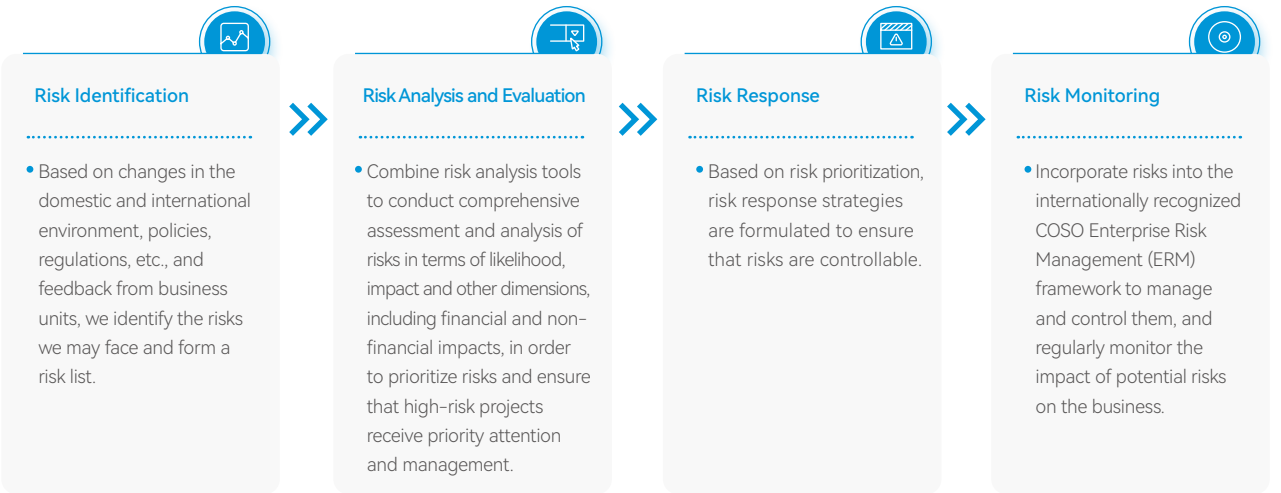 Risk Identification
Based on changes in the
domestic and international
environment, policies,
regulations, etc., and
feedback from business
units, we identify the risks
we may face and form a
risk list.
Risk Analysis and Evaluation
Combine risk analysis tools
to conduct comprehensive
assessment and analysis of
risks in terms of likelihood,
impact and other dimensions,
including financial and non-
financial impacts, in order
to prioritize risks and ensure
that high-risk projects
receive priority attention
and management.
Risk Response
Based on risk prioritization,
risk response strategies
are formulated to ensure
that risks are controllable.
Risk Monitoring
Incorporate risks into the
internationally recognized
COSO Enterprise Risk
Management (ERM)
framework to manage
and control them, and
regularly monitor the
impact of potential risks
on the business.